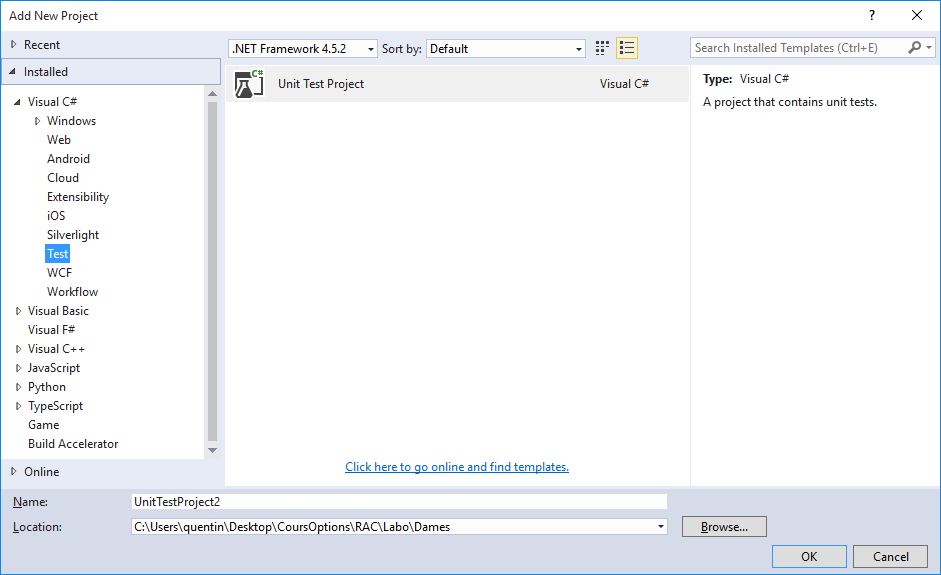 Add New Project
?
Recent
.NET Framework 4.5.2
Sort by: Default
Search Installed Templates (Ctrl+E)
Installed
Visual C#
Windows
Web
Android
Cloud
Extensibility
iOS
Silverlight
Test
WCF
Workflow
Visual Basic
Visual F#
Visual C++
JavaScript
Python
TypeScript
Game
Build Accelerator
Online
C#
Unit Test Project
Visual C#
Click here to go online and find templates.
Type: Visual C#
A project that contains unit tests.
Name: UnitTestProject2
Location: C:\Users\quentin\Desktop\CoursOptions\RAC\Labo\Dames
Browse...
OK
Cancel